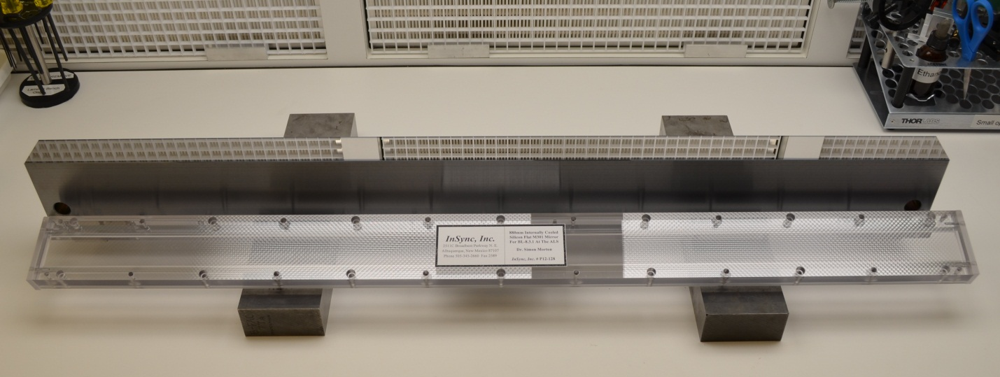 Ethan
THORLABS
Small o
InSync, Inc.
2511C Broadbent Parkway N. E.
Albuquerque, New Mexico 87107
Phone 505-345-2660 Fax 2389
880mm Internally Cooled
Silicon Flat M301 Mirror
For BL-8.3.1 At The ALS
Dr. Simon Morton
InSync, Inc. # P12-128